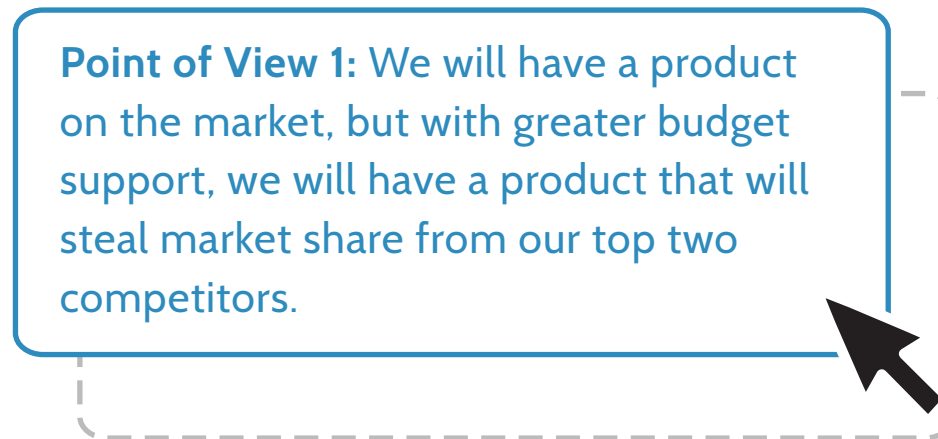 Point of View 1: We will have a product
on the market, but with greater budget
support, we will have a product that will
steal market share from our top two
competitors.